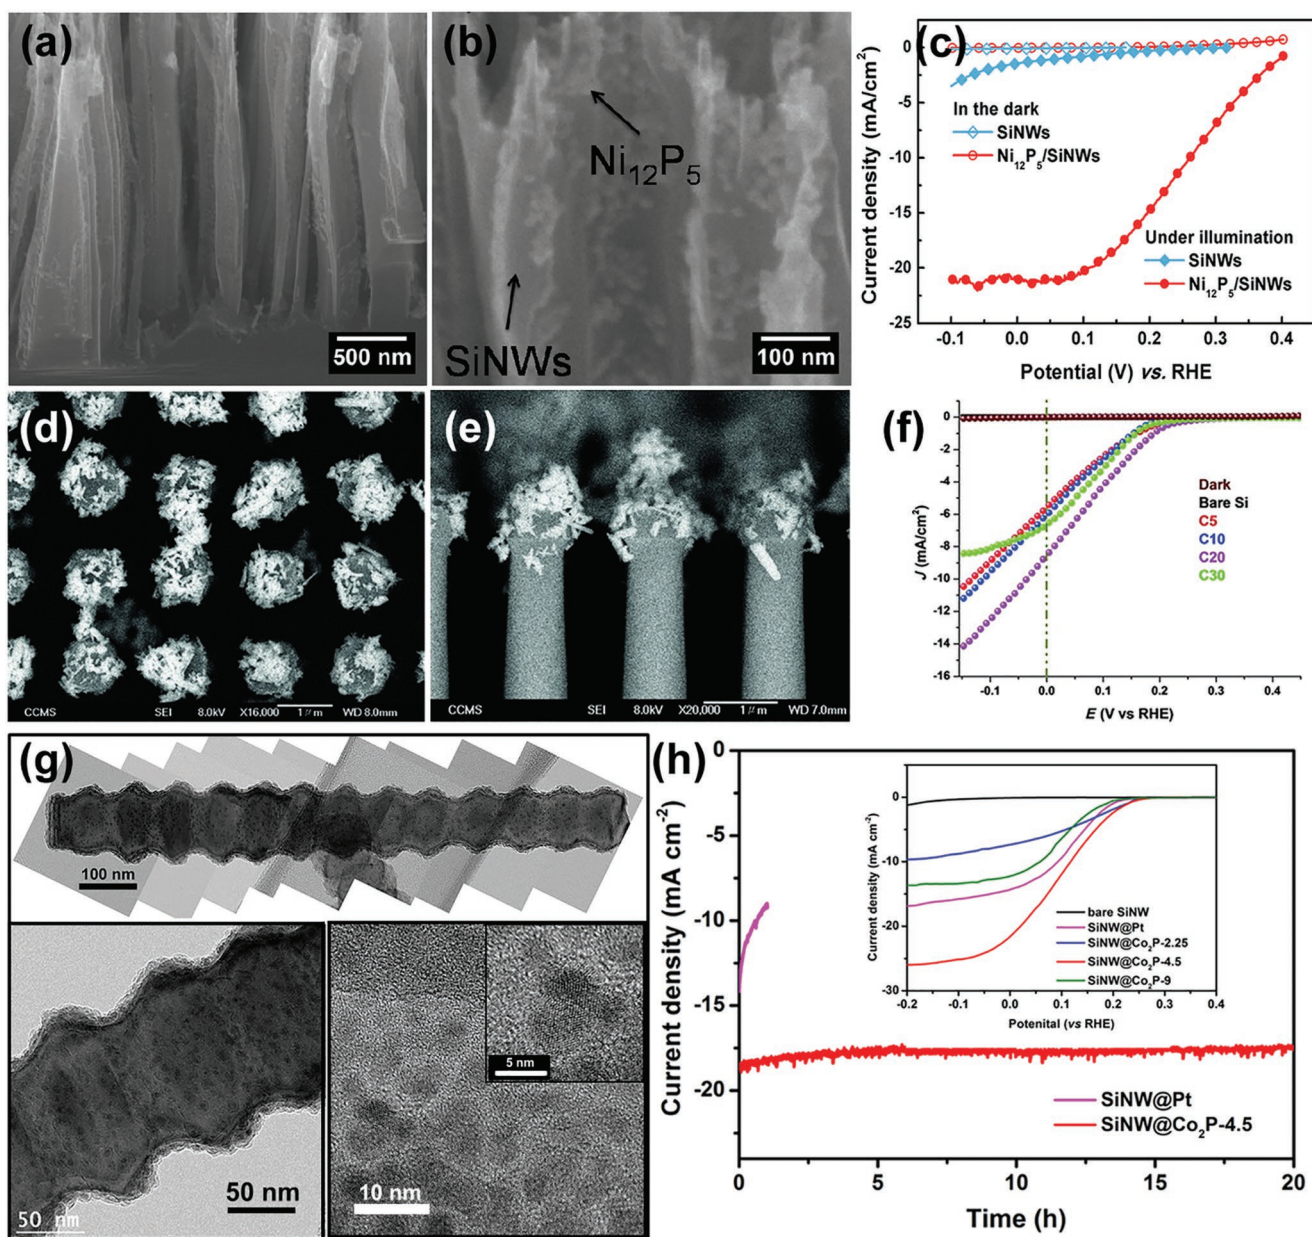 (a)
500 nm
(b)
Ni12P5
SiNWs
100 nm
(c)
Current density (mA/cm²)
0
-5
-10
-15
-20
-25
In the dark
SiNWs
Ni12P5/SiNWs
Under illumination
SiNWs
Ni12P5/SiNWs
-0.1 0.0 0.1 0.2 0.3 0.4
Potential (V) vs. RHE
(d)
CCMS SEI 8.0kV X16,000 1μm WD 8.0mm
(e)
CCMS SEI 8.0kV X20,000 1μm WD 7.0mm
(f)
J (mA/cm²)
0
-2
-4
-6
-8
-10
-12
-14
-16
Dark
Bare Si
C5
C10
C20
C30
-0.1 0.0 0.1 0.2 0.3 0.4
E (V vs RHE)
(g)
100 nm
50 nm
50 nm
5 nm
10 nm
(h)
Current density (mA cm-2)
0
-5
-10
-15
-20
Current density (mA cm-2)
0
-10
-20
-30
bare SiNW
SiNW@Pt
SiNW@Co2P-2.25
SiNW@Co2P-4.5
SiNW@Co2P-9
-0.2 -0.1 0.0 0.1 0.2 0.3 0.4
Potenital (vs RHE)
SiNW@Pt
SiNW@Co2P-4.5
0 5 10 15 20
Time (h)